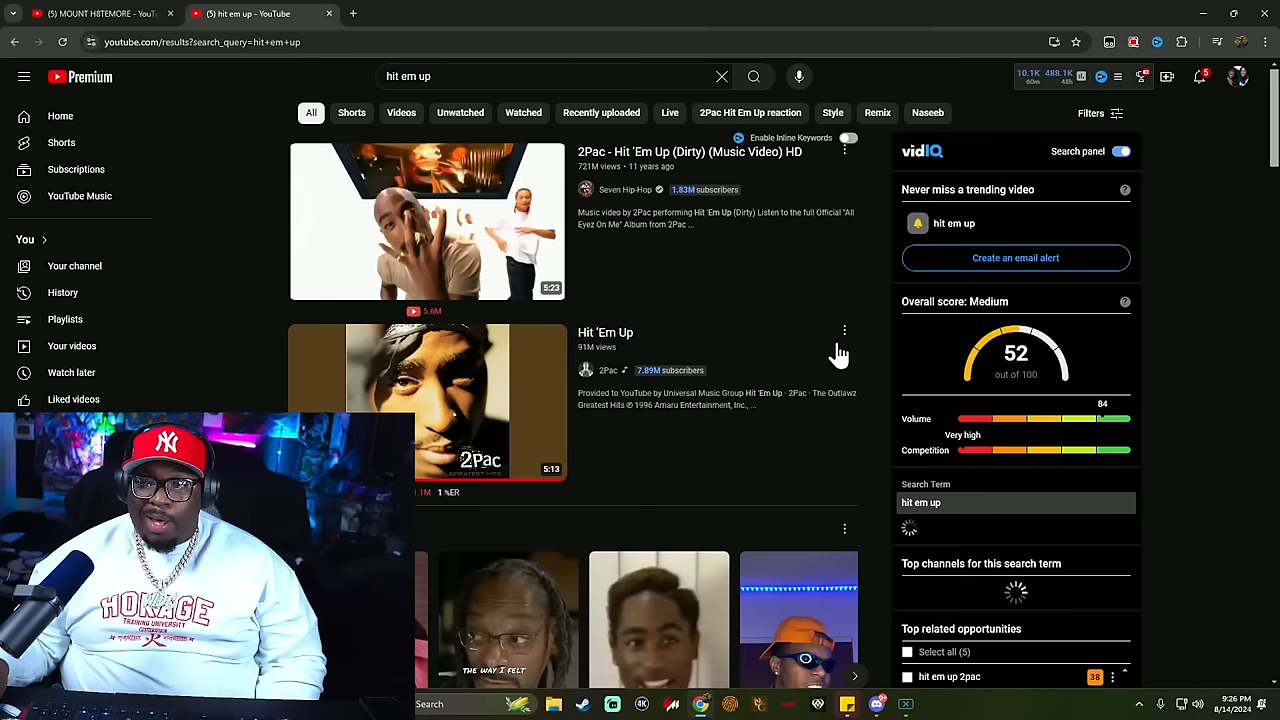 (5) MOUNT H8TEMORE - YouT
(5) hit em up - YouTube
youtube.com/results?search_query=hit+em+up
Premium
hit em up
10.1K 488.1K
60m 48h
82
5
Home
Shorts
Subscriptions
YouTube Music
You
Your channel
History
Playlists
Your videos
Watch later
Liked videos
All
Shorts
Videos
Unwatched
Watched
Recently uploaded
Live
2Pac Hit Em Up reaction
Style
Remix
Naseeb
Filters
Enable Inline Keywords
2Pac - Hit 'Em Up (Dirty) (Music Video) HD
721M views • 11 years ago
Seven Hip-Hop 1.83M subscribers
Music video by 2Pac performing Hit 'Em Up (Dirty) Listen to the full Official "All
Eyez On Me" Album from 2Pac ...
5:23
5.6M
Hit 'Em Up
91M views
2Pac 7.89M subscribers
Provided to YouTube by Universal Music Group Hit 'Em Up · 2Pac · The Outlawz
Greatest Hits ℗ 1996 Amaru Entertainment, Inc., ...
2PAC
GREATEST HITS
5:13
.1M 1 %ER
THE WAY I FELT
vidIQ
Search panel
Never miss a trending video
hit em up
Create an email alert
Overall score: Medium
52
out of 100
84
Volume
Very high
Competition
Search Term
hit em up
Top channels for this search term
Top related opportunities
Select all (5)
hit em up 2pac
38
NY
HOKAGE
TRAINING UNIVERSITY
Search
4K
9:26 PM
8/14/2024